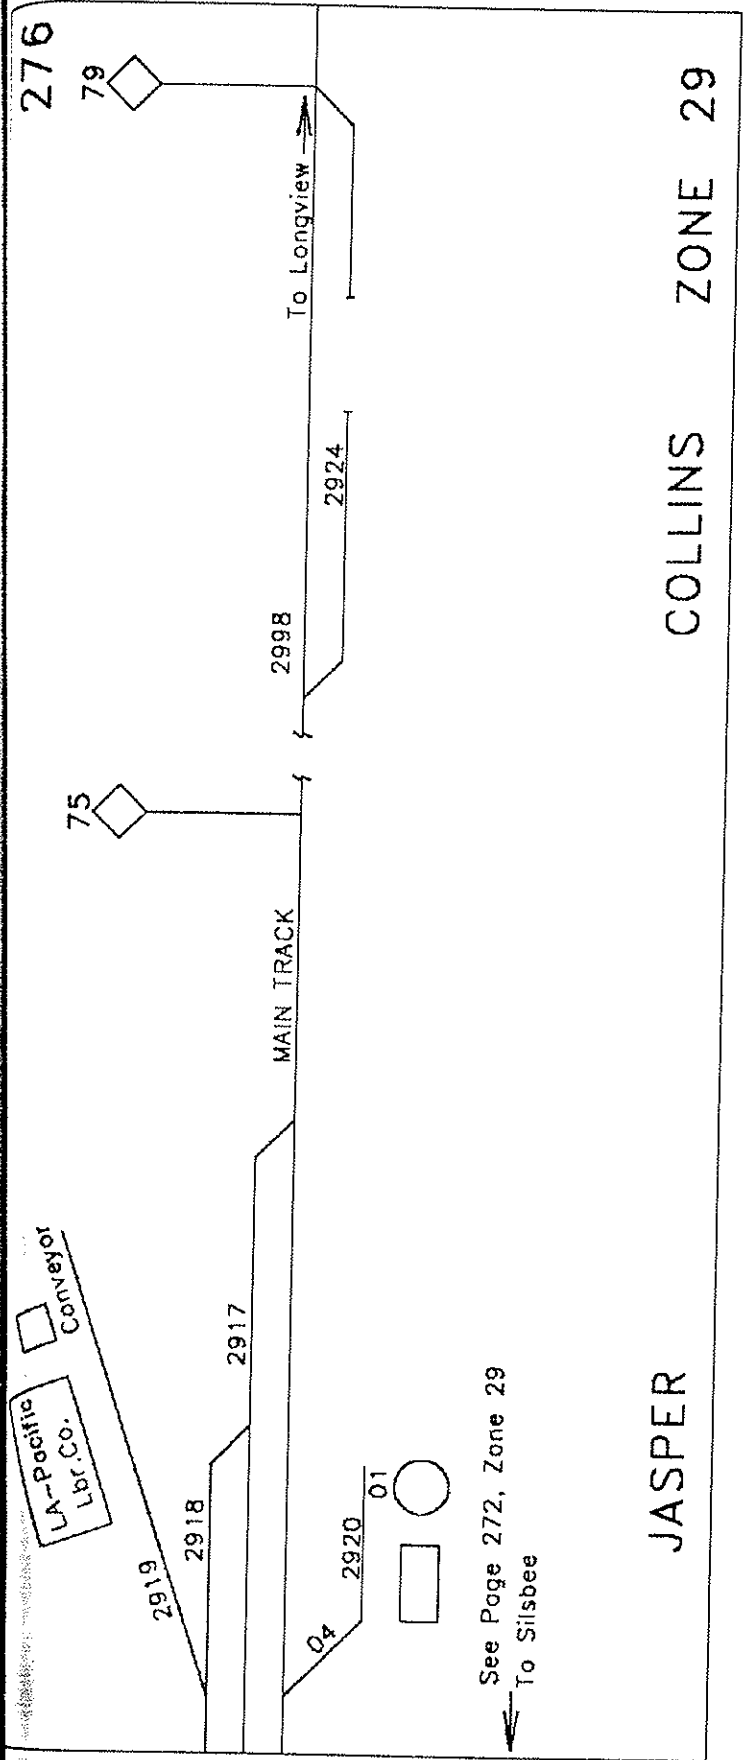 276
LA-Pacific
Lbr.Co.
Conveyor
2919
2918
2917
MAIN TRACK
75
2998
2924
To Longview
79
04
2920
01
See Page 272, Zone 29
To Silsbee
JASPER
COLLINS
ZONE 29